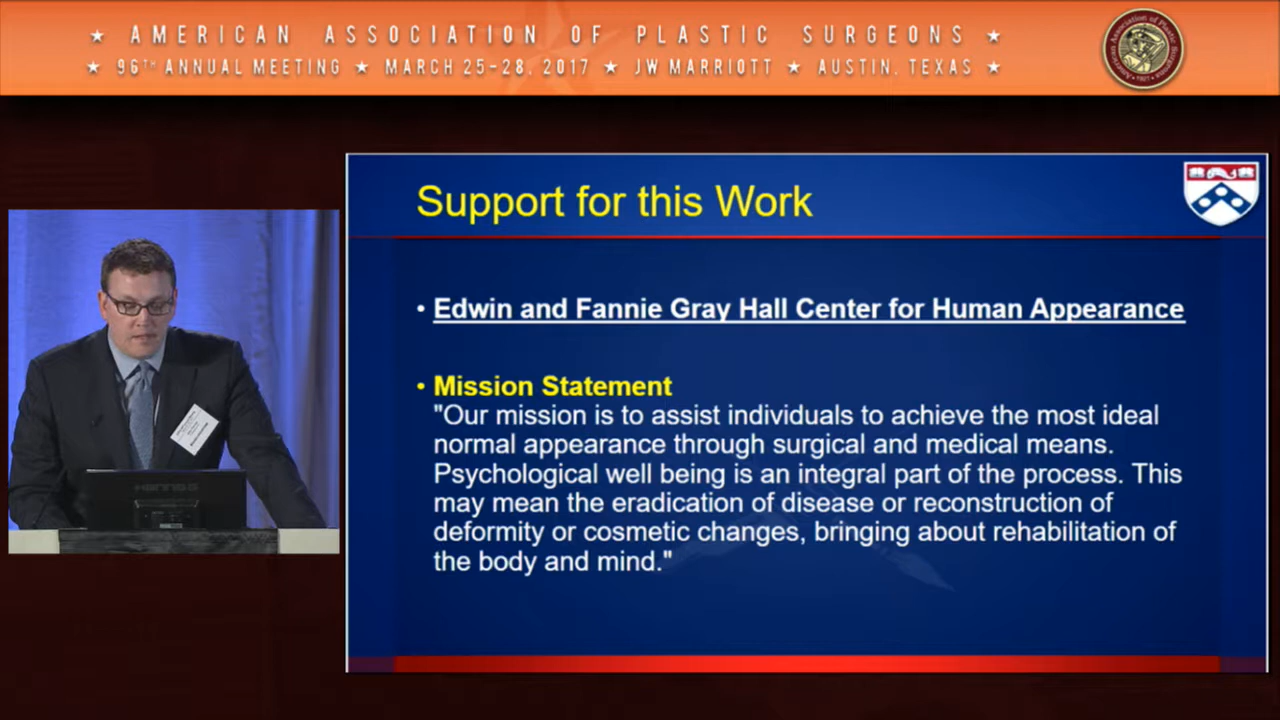 ★ AMERICAN ASSOCIATION OF PLASTIC SURGEONS ★
★ 96TH ANNUAL MEETING ★ MARCH 25-28, 2017 ★ JW MARRIOTT ★ AUSTIN, TEXAS ★
Support for this Work
• Edwin and Fannie Gray Hall Center for Human Appearance
• Mission Statement
"Our mission is to assist individuals to achieve the most ideal
normal appearance through surgical and medical means.
Psychological well being is an integral part of the process. This
may mean the eradication of disease or reconstruction of
deformity or cosmetic changes, bringing about rehabilitation of
the body and mind."